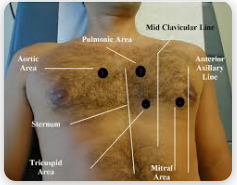 Mid Clavicular Line
Pulmonic Area
Aortic
Area
Anterior
Axillary
Line
Sternum
Tricuspid
Area
Mitral
Area